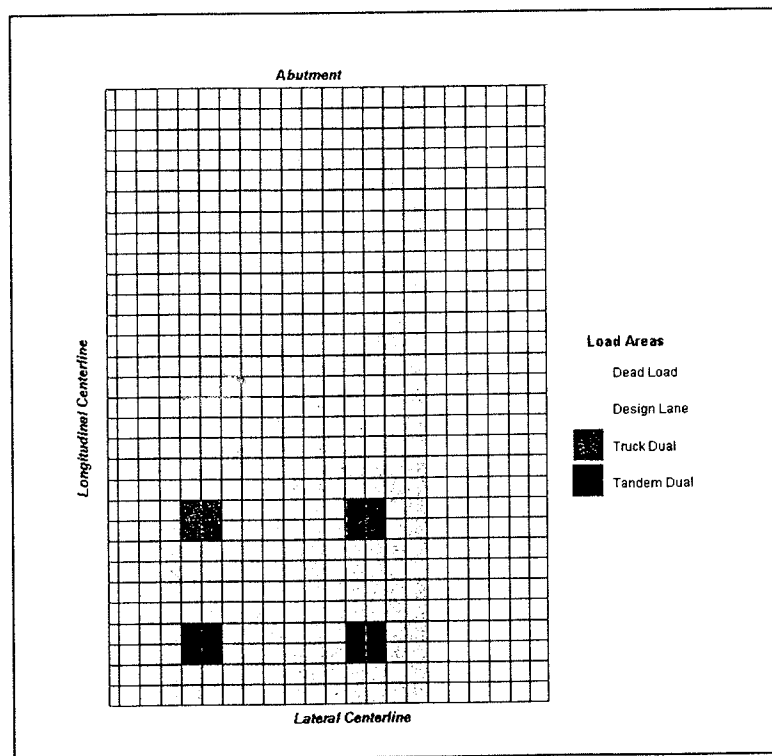 Abutment
Longitudinal Centerline
Load Areas
Dead Load
Design Lane
Truck Dual
Tandem Dual
Lateral Centerline